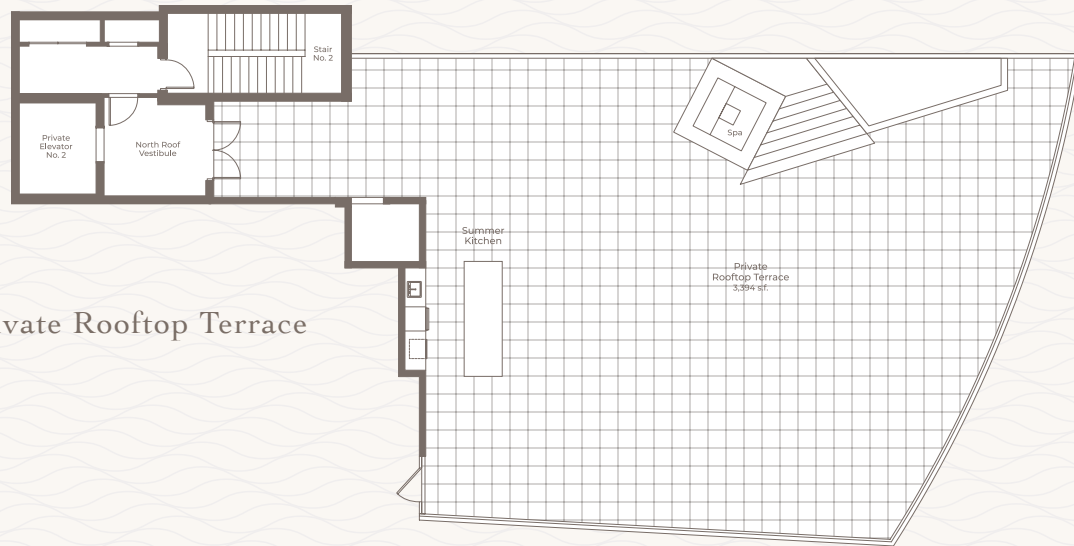 Stair
No. 2
Private
Elevator
No. 2
North Roof
Vestibule
Spa
Summer
Kitchen
Private
Rooftop Terrace
3,394 s.f.
Rooftop Terrace